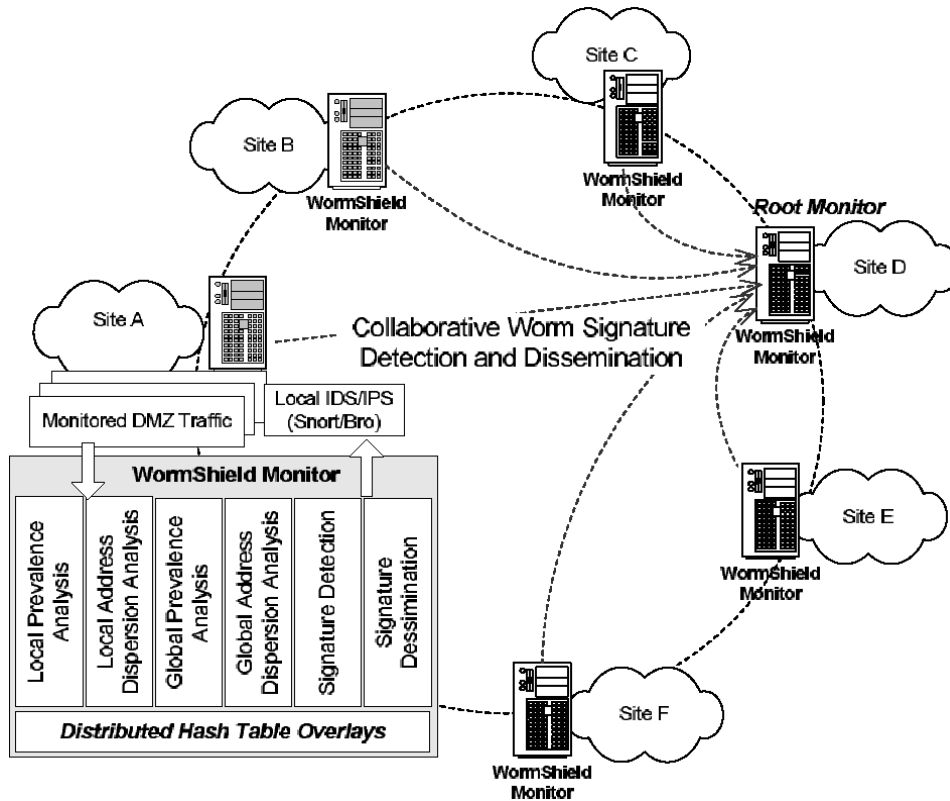 Site C
Site B
WormShield
Monitor
WormShield
Monitor
Root Monitor
Site D
Site A
Collaborative Worm Signature
Detection and Dissemination
WormShield
Monitor
Monitored DMZ Traffic
Local IDS/IPS
(Snort/Bro)
WormShield Monitor
Local Prevalence
Analysis
Local Address
Dispersion Analysis
Global Prevalence
Analysis
Global Address
Dispersion Analysis
Signature Detection
Signature
Dessimination
Distributed Hash Table Overlays
Site E
WormShield
Monitor
Site F
WormShield
Monitor